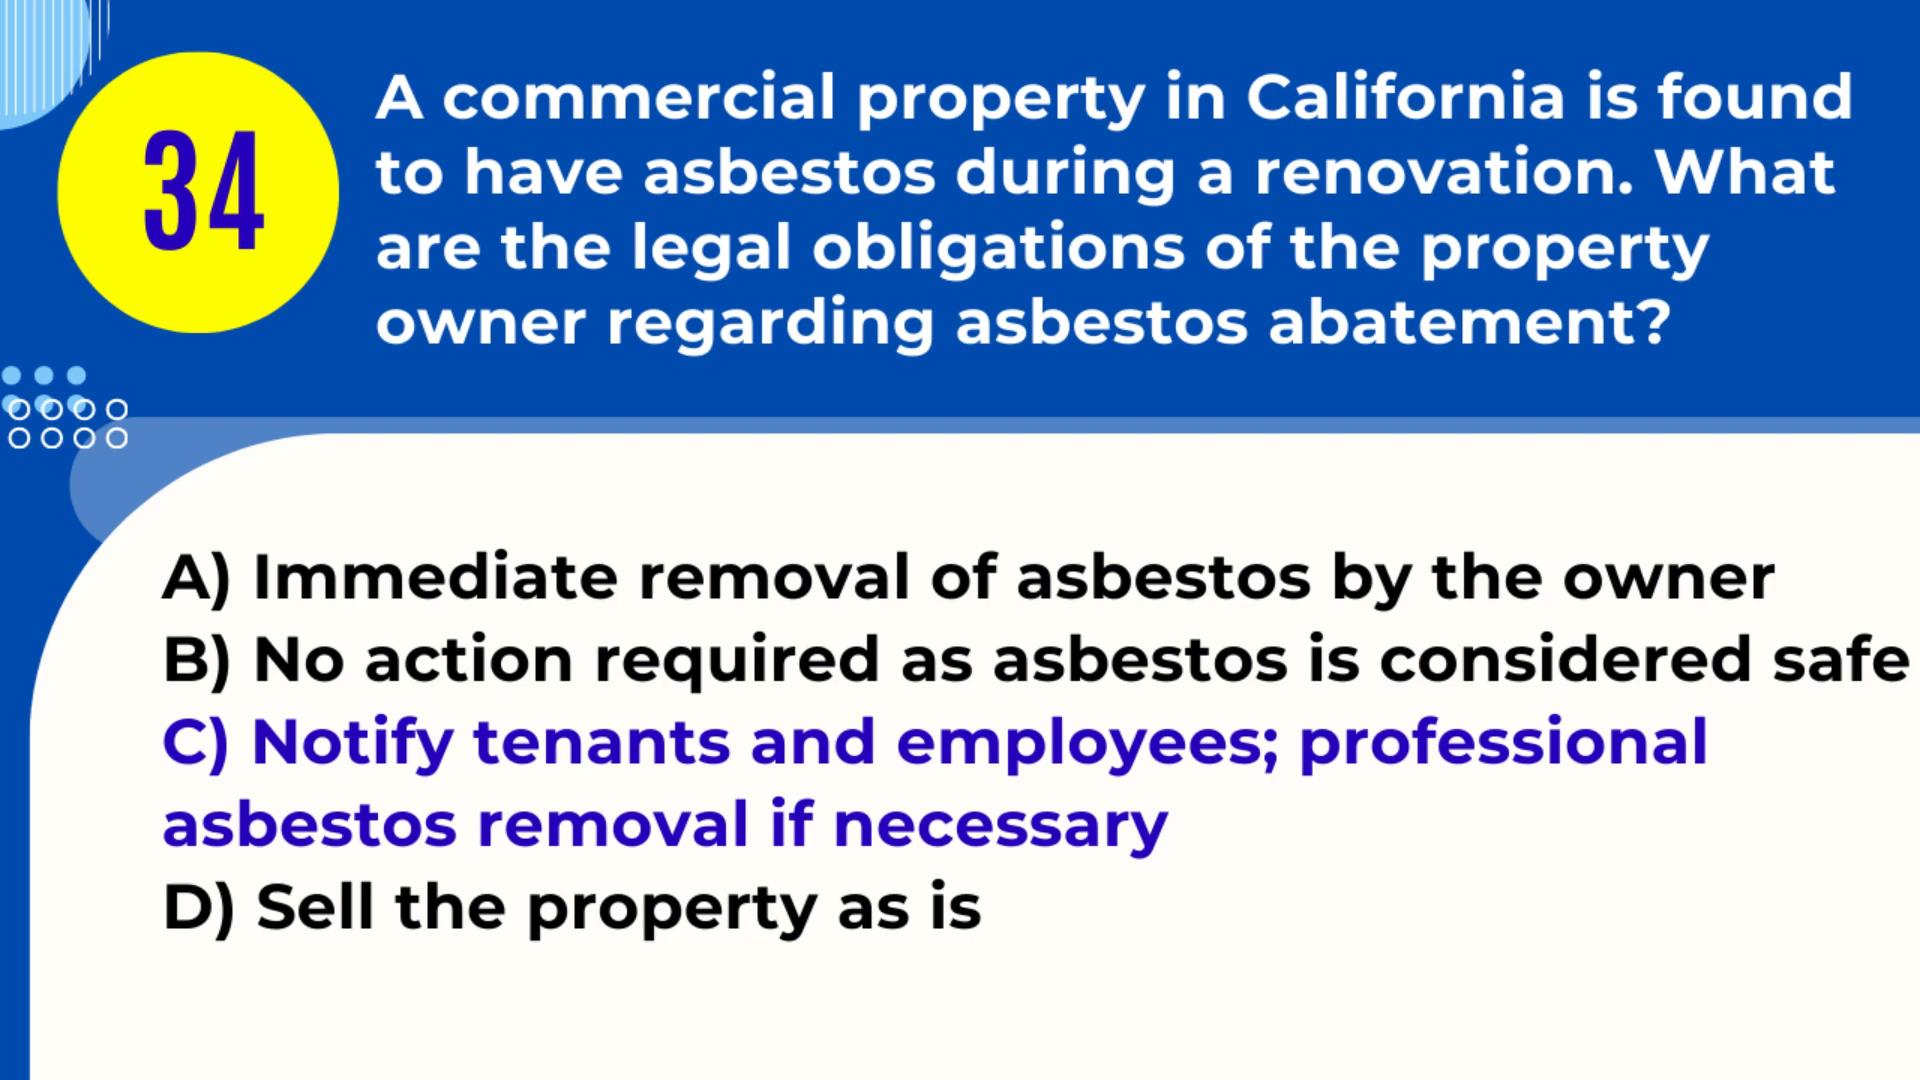 34
A commercial property in California is found
to have asbestos during a renovation. What
are the legal obligations of the property
owner regarding asbestos abatement?
A) Immediate removal of asbestos by the owner
B) No action required as asbestos is considered safe
C) Notify tenants and employees; professional
asbestos removal if necessary
D) Sell the property as is